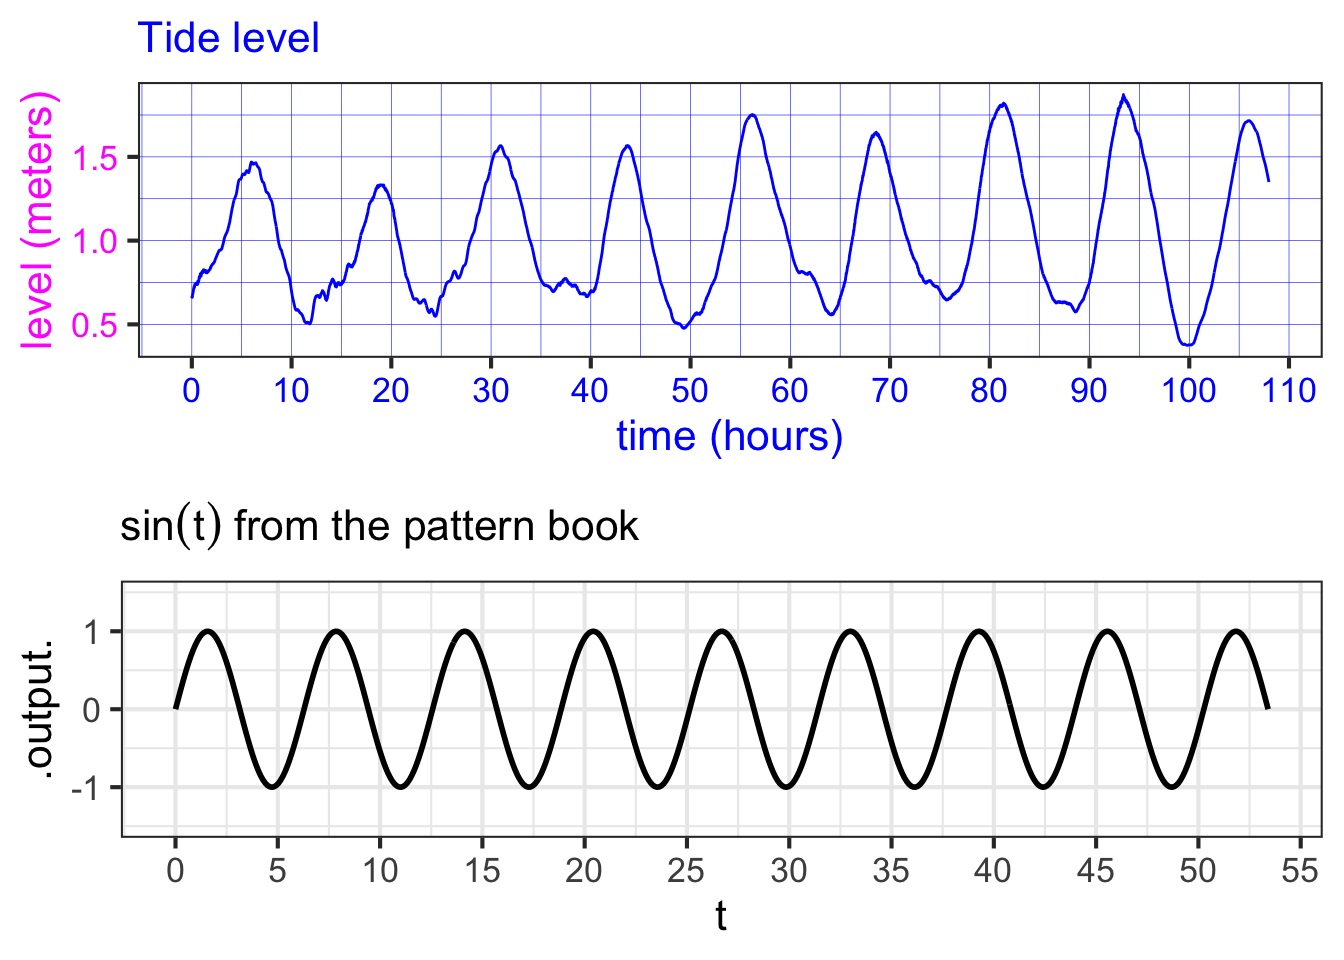 Tide level
level (meters)
1.5
1.0
0.5
0 10 20 30 40 50 60 70 80 90 100 110
time (hours)
sin(t) from the pattern book
.output.
1
0
-1
0 5 10 15 20 25 30 35 40 45 50 55
t